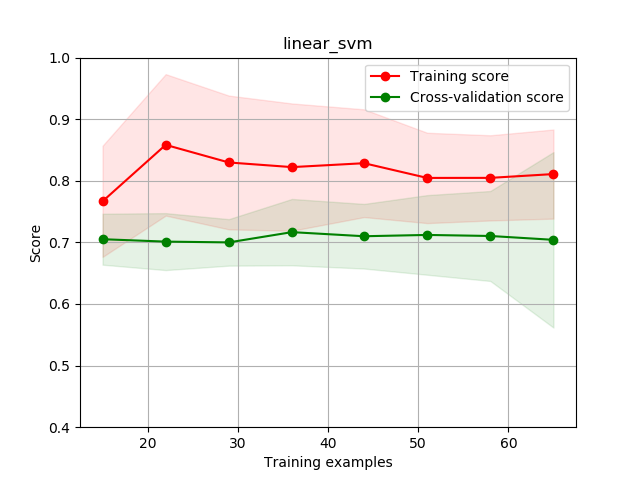 linear_svm
1.0
0.9
0.8
0.7
0.6
0.5
0.4
Score
Training score
Cross-validation score
20 30 40 50 60
Training examples